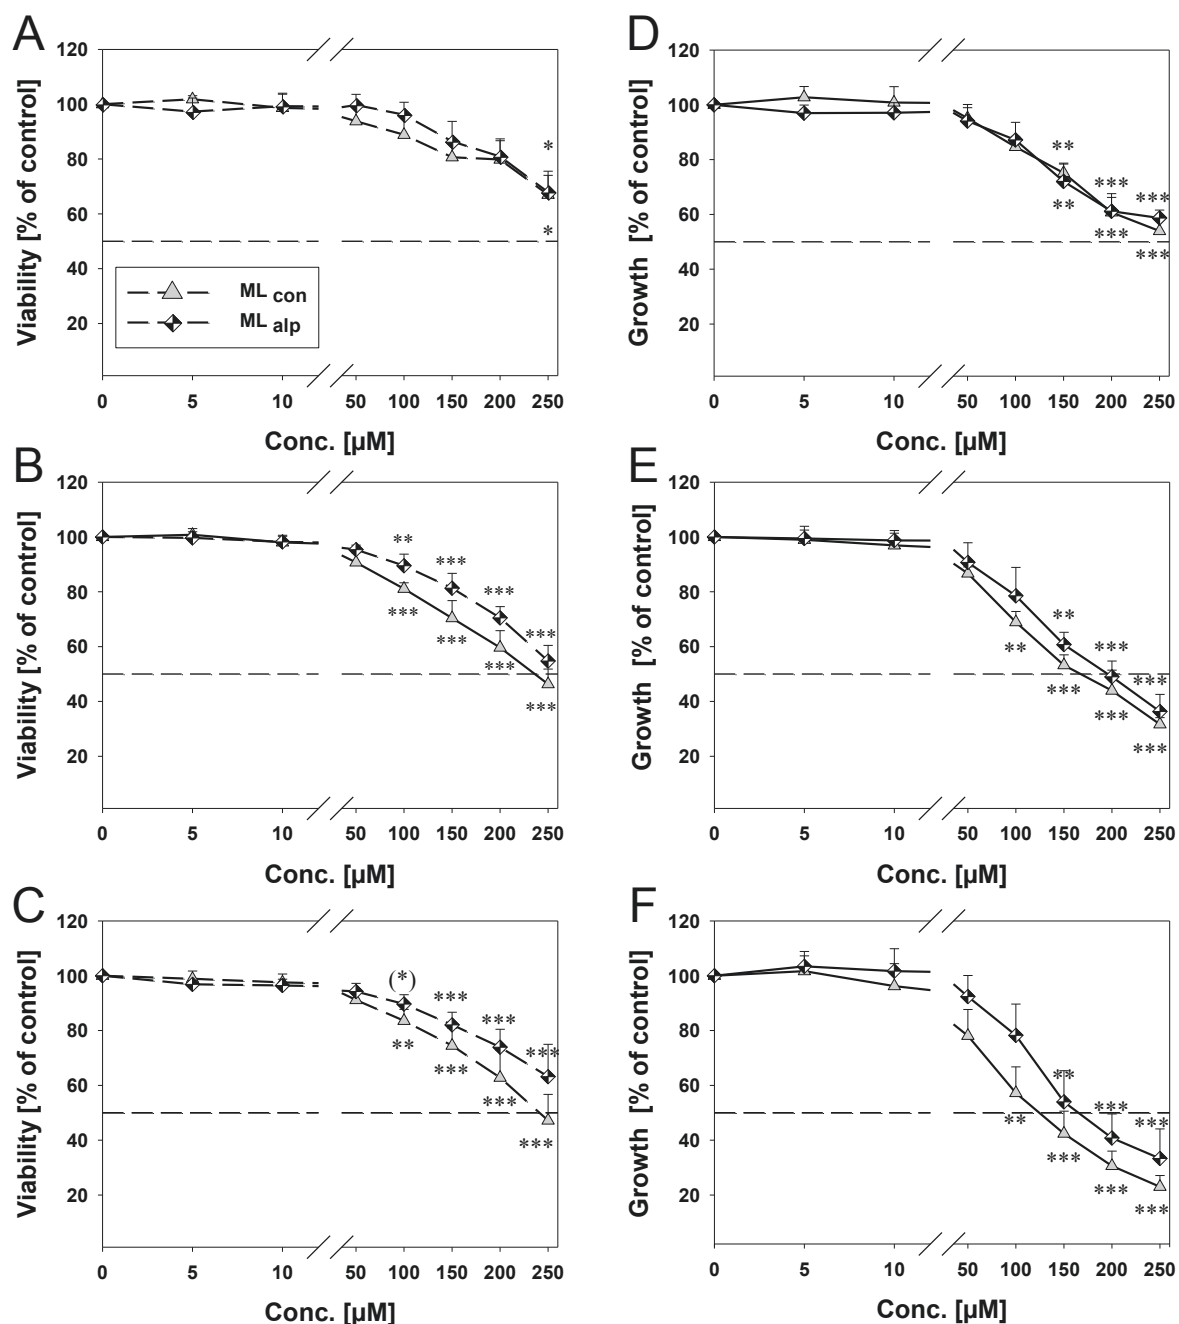 A
Viability [% of control]
120
100
80
60
40
20
*
*
ML con
ML alp
0 5 10 50 100 150 200 250
Conc. [µM]
D
Growth [% of control]
120
100
80
60
40
20
** *** ***
** *** ***
0 5 10 50 100 150 200 250
Conc. [µM]
B
Viability [% of control]
120
100
80
60
40
20
** *** *** ***
*** *** *** ***
0 5 10 50 100 150 200 250
Conc. [µM]
E
Growth [% of control]
120
100
80
60
40
20
** *** ***
** *** *** ***
0 5 10 50 100 150 200 250
Conc. [µM]
C
Viability [% of control]
120
100
80
60
40
20
(*) *** *** ***
** *** *** ***
0 5 10 50 100 150 200 250
Conc. [µM]
F
Growth [% of control]
120
100
80
60
40
20
** *** ***
** *** *** ***
0 5 10 50 100 150 200 250
Conc. [µM]